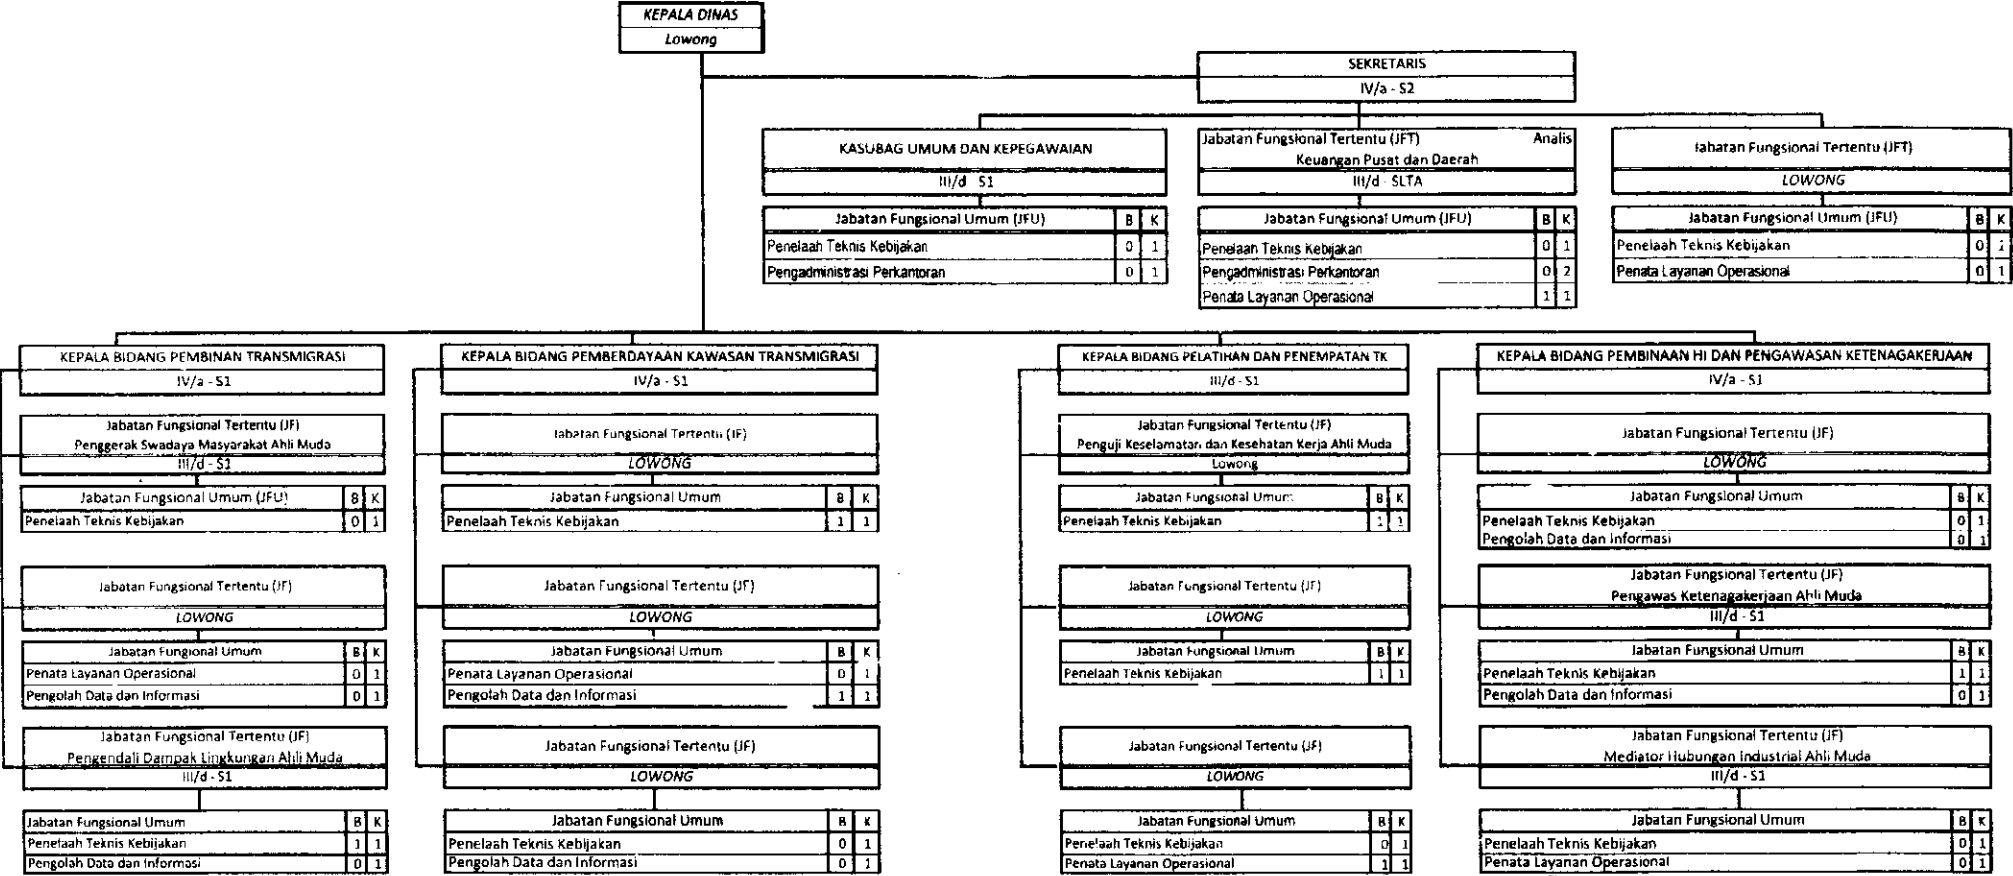 KEPALA DINAS
Lowong
SEKRETARIS
IV/a - S2
KASUBAG UMUM DAN KEPEGAWAIAN
III/d - S1
Jabatan Fungsional Umum (JFU) B K
Penelaah Teknis Kebijakan 0 1
Pengadministrasi Perkantoran 0 1
Jabatan Fungsional Tertentu (JFT) Analis
Keuangan Pusat dan Daerah
III/d - SLTA
Jabatan Fungsional Umum (JFU) B K
Penelaan Teknis Kebijakan 0 1
Pengadministrasi Perkantoran 0 2
Penata Layanan Operasional 1 1
Jabatan Fungsional Tertentu (JFT)
LOWONG
Jabatan Fungsional Umum (JFU) B K
Penelaah Teknis Kebijakan 0
Penata Layanan Operasional 0 1
KEPALA BIDANG PEMBINAN TRANSMIGRASI
IV/a - S1
Jabatan Fungsional Tertentu (JF)
Penggerak Swadaya Masyarakat Ahli Muda
III/d - S1
Jabatan Fungsional Umum (JFU) B K
Penelaah Teknis Kebijakan 0 1
Jabatan Fungsional Tertentu (JF)
LOWONG
Jabatan Fungional Umum B K
Penata Layanan Operasional 0 1
Pengolah Data dan Informasi 0 1
Jabatan Fungsional Tertentu (JF)
Pengendali Dampak Lingkungan Ahli Muda
III/d - S1
Jabatan Fungsional Umum B K
Penelaah Teknis Kebijakan 1 1
Pengolah Data dan Informasi 0 1
KEPALA BIDANG PEMBERDAYAAN KAWASAN TRANSMIGRASI
IV/a - S1
Jabatan Fungsional Tertentu (JF)
LOWONG
Jabatan Fungsional Umum B K
Penelaah Teknis Kebijakan 1 1
Jabatan Fungsional Tertentu (JF)
LOWONG
Jabatan Fungsional Umum B K
Penata Layanan Operasional 0 1
Pengolah Data dan Informasi 1 1
Jabatan Fungsional Tertentu (JF)
LOWONG
Jabatan Fungsional Umum B K
Penelaah Teknis Kebijakan 0 1
Pengolah Data dan Informasi 0 1
KEPALA BIDANG PELATIHAN DAN PENEMPATAN TK
III/d - S1
Jabatan Fungsional Tertentu (JF)
Penguji Keselamatan dan Kesehatan Kerja Ahli Muda
Lowong
Jabatan Fungsional Umum B K
Penelaah Teknis Kebijakan 1 1
Jabatan Fungsional Tertentu (JF)
LOWONG
Jabatan Fungsional Umum B K
Penelaah Teknis Kebijakan 1 1
Jabatan Fungsional Tertentu (JF)
LOWONG
Jabatan Fungsional Umum B K
Penelaah Teknis Kebijakan 0 1
Penata Layanan Operasional 1 1
KEPALA BIDANG PEMBINAAN HI DAN PENGAWASAN KETENAGAKERJAAN
IV/a - S1
Jabatan Fungsional Tertentu (JF)
LOWONG
Jabatan Fungsional Umum B K
Penelaah Teknis Kebijakan 0 1
Pengolah Data dan Informasi 0 1
Jabatan Fungsional Tertentu (JF)
Pengawas Ketenagakerjaan Ahli Muda
III/d - S1
Jabatan Fungsional Umum B K
Penelaah Teknis Kebijakan 1 1
Pengolah Data dan Informasi 0 1
Jabatan Fungsional Tertentu (JF)
Mediator Hubungan Industrial Ahli Muda
III/d - S1
Jabatan Fungsional Umum B K
Penelaah Teknis Kebijakan 0 1
Penata Layanan Operasional 0 1